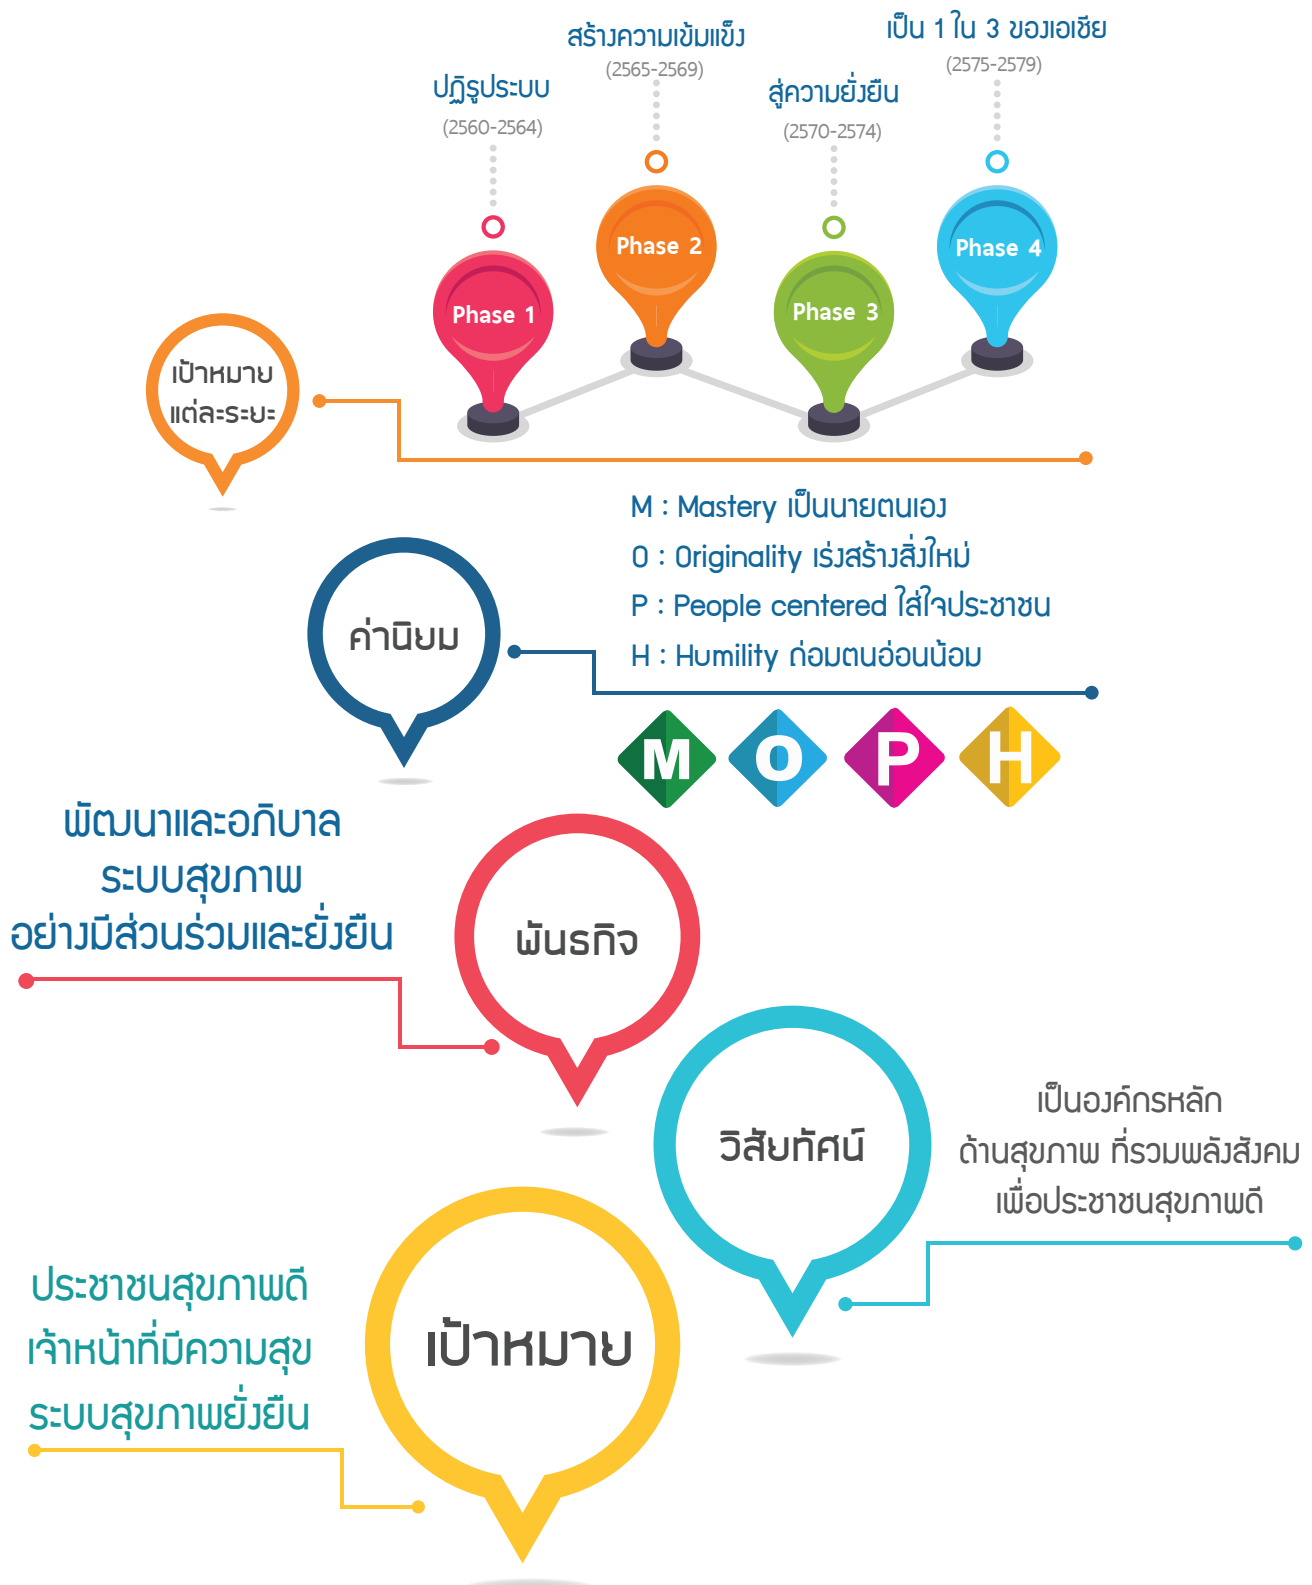 ปฏิรูประบบ
(2560-2564)
สร้างความเข้มแข็ง
(2565-2569)
สู่ความยั่งยืน
(2570-2574)
เป็น 1 ใน 3 ของเอเชีย
(2575-2579)
Phase 1
Phase 2
Phase 3
Phase 4
เป้าหมาย
แต่ละระยะ
M : Mastery เป็นนายตนเอง
O : Originality เร่งสร้างสิ่งใหม่
P : People centered ใส่ใจประชาชน
H : Humility ถ่อมตนอ่อนน้อม
ค่านิยม
M O P H
พัฒนาและอภิบาล
ระบบสุขภาพ
อย่างมีส่วนร่วมและยั่งยืน
พันธกิจ
วิสัยทัศน์
เป็นองค์กรหลัก
ด้านสุขภาพ ที่รวมพลังสังคม
เพื่อประชาชนสุขภาพดี
ประชาชนสุขภาพดี
เจ้าหน้าที่มีความสุข
ระบบสุขภาพยั่งยืน
เป้าหมาย